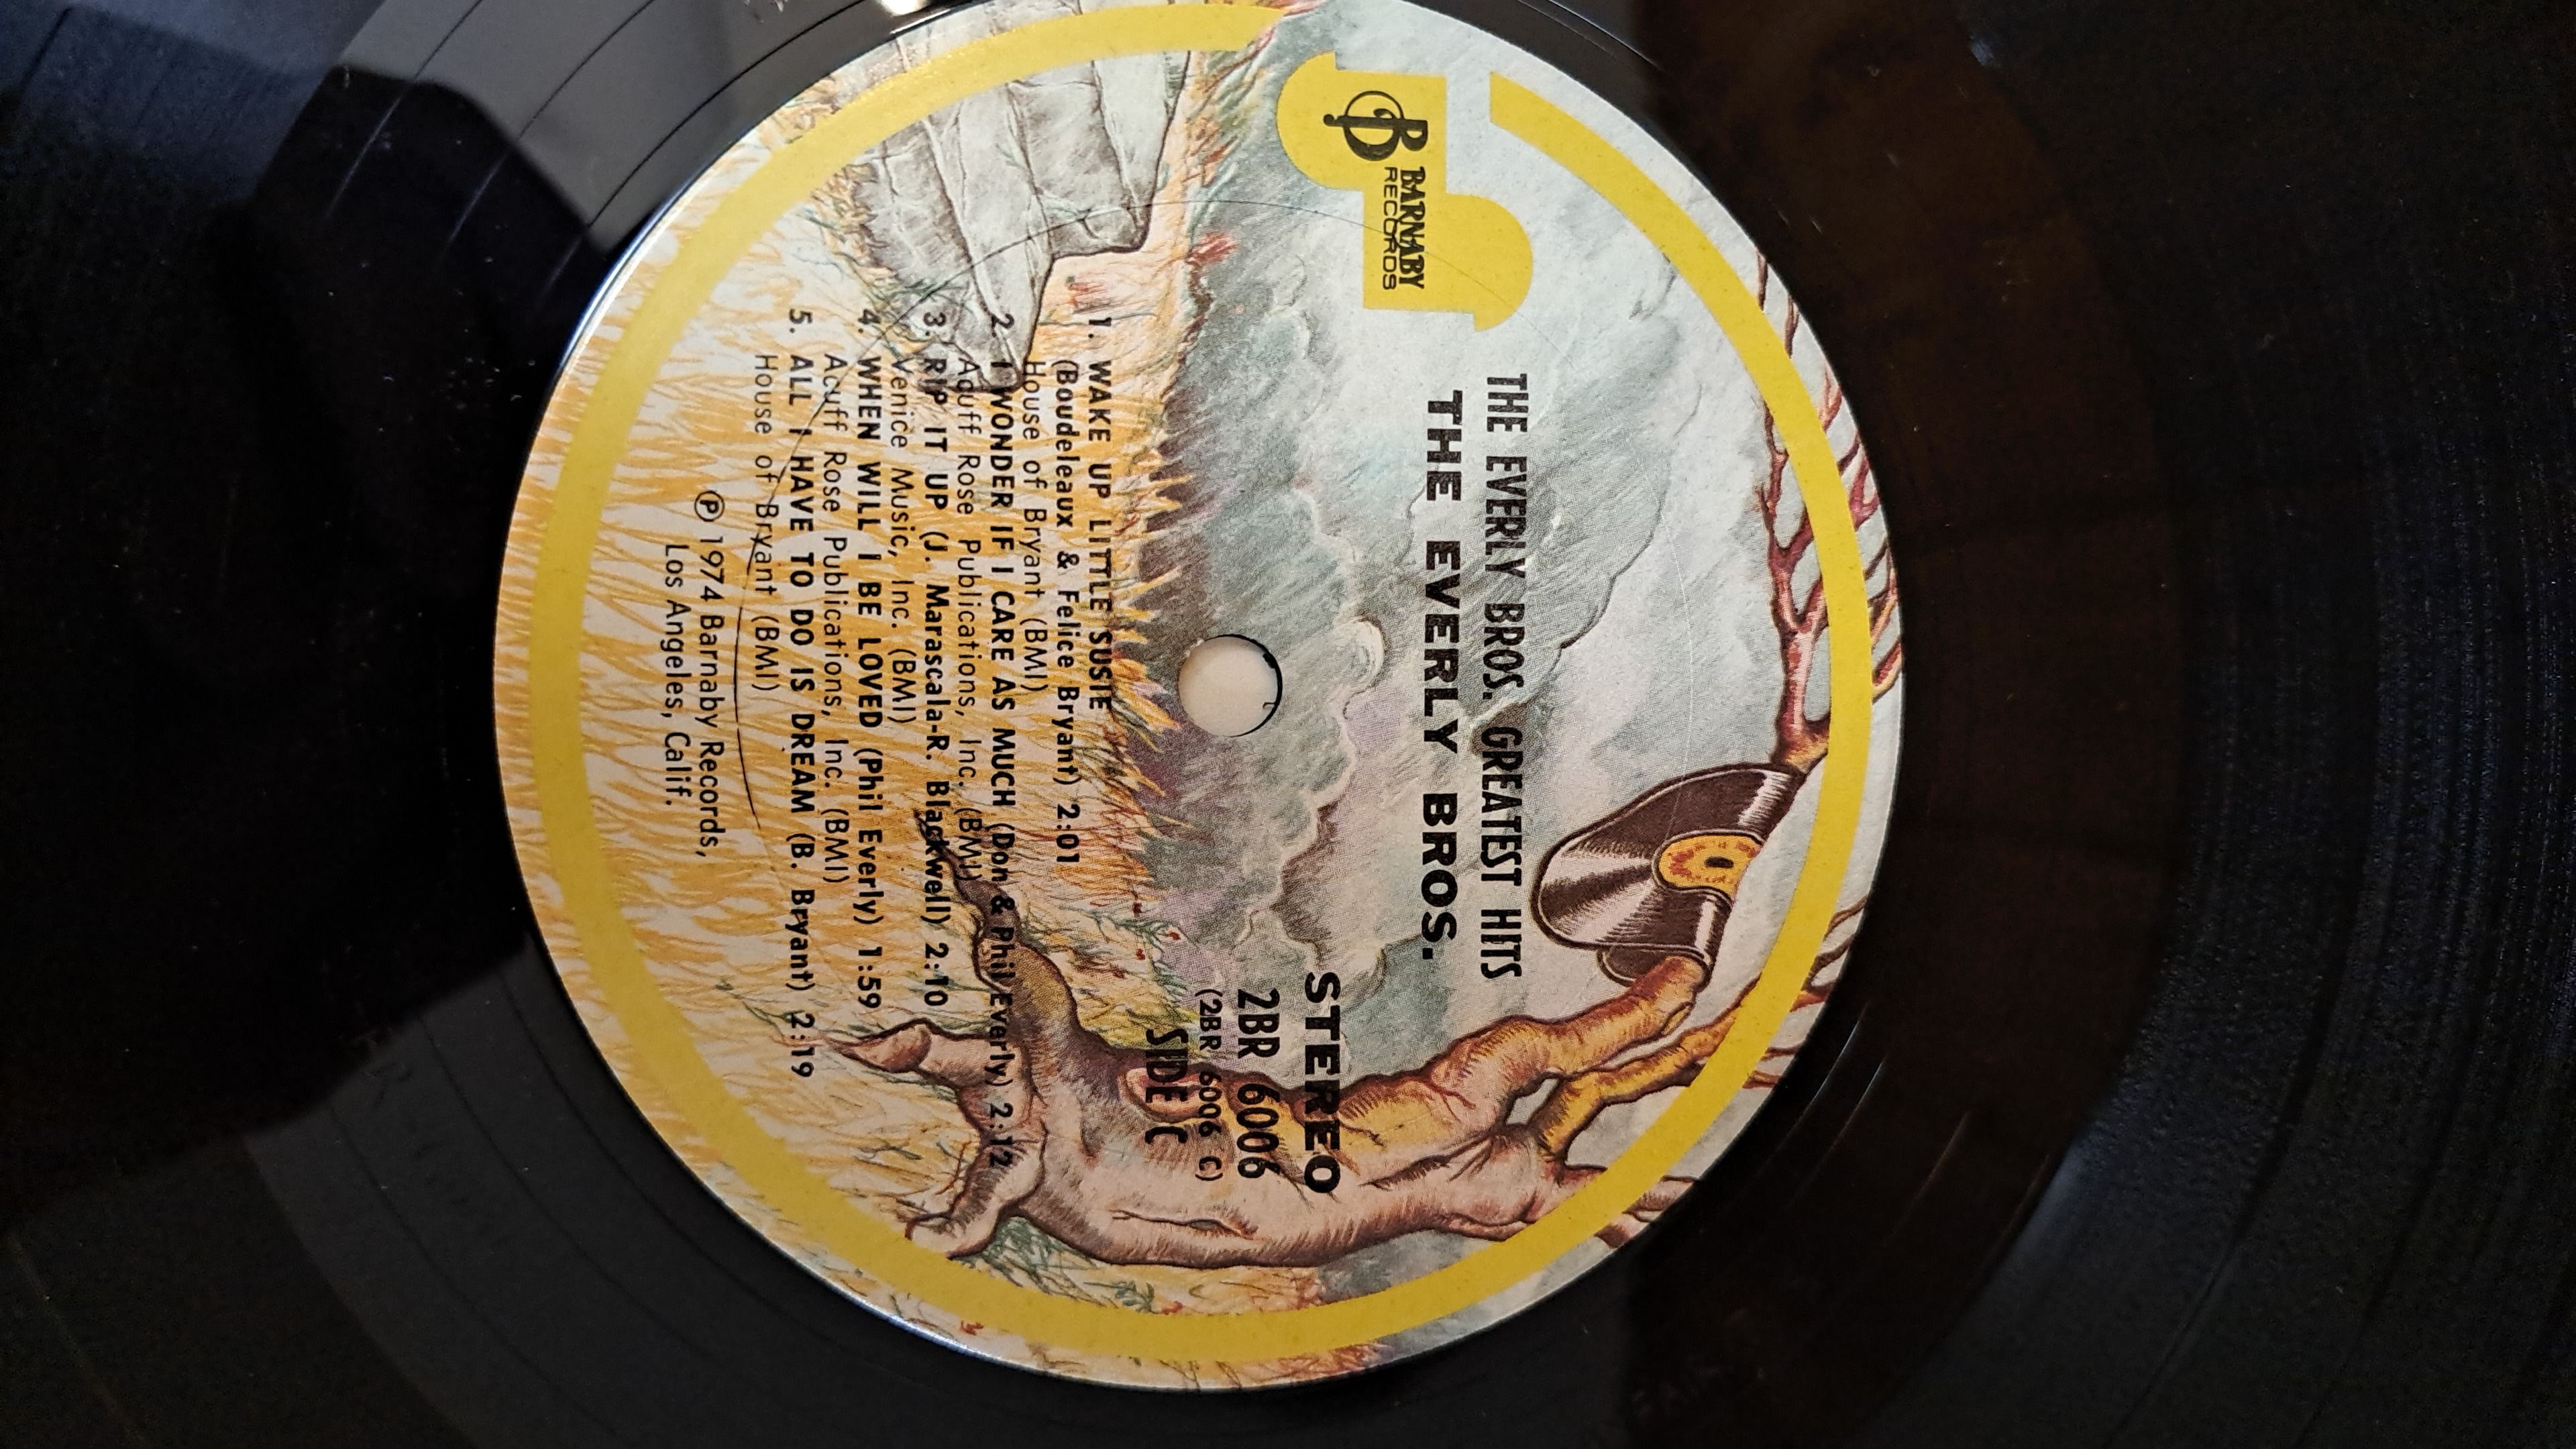 BARNABY
RECORDS
THE EVERLY BROS. GREATEST HITS
THE EVERLY BROS.
STEREO
2BR 6006
(2BR 6006 C)
SIDE C
1. WAKE UP LITTLE SUSIE
(Boudeleaux & Felice Bryant) 2:01
House of Bryant (BMI)
2. I WONDER IF I CARE AS MUCH (Don & Phil Everly) 2:12
Acuff Rose Publications, Inc. (BMI)
3. RIP IT UP (J. Marascala-R. Blackwell) 2:10
Venice Music, Inc. (BMI)
4. WHEN WILL I BE LOVED (Phil Everly) 1:59
Acuff Rose Publications, Inc. (BMI)
5. ALL I HAVE TO DO IS DREAM (B. Bryant) 2:19
House of Bryant (BMI)
Ⓟ 1974 Barnaby Records,
Los Angeles, Calif.